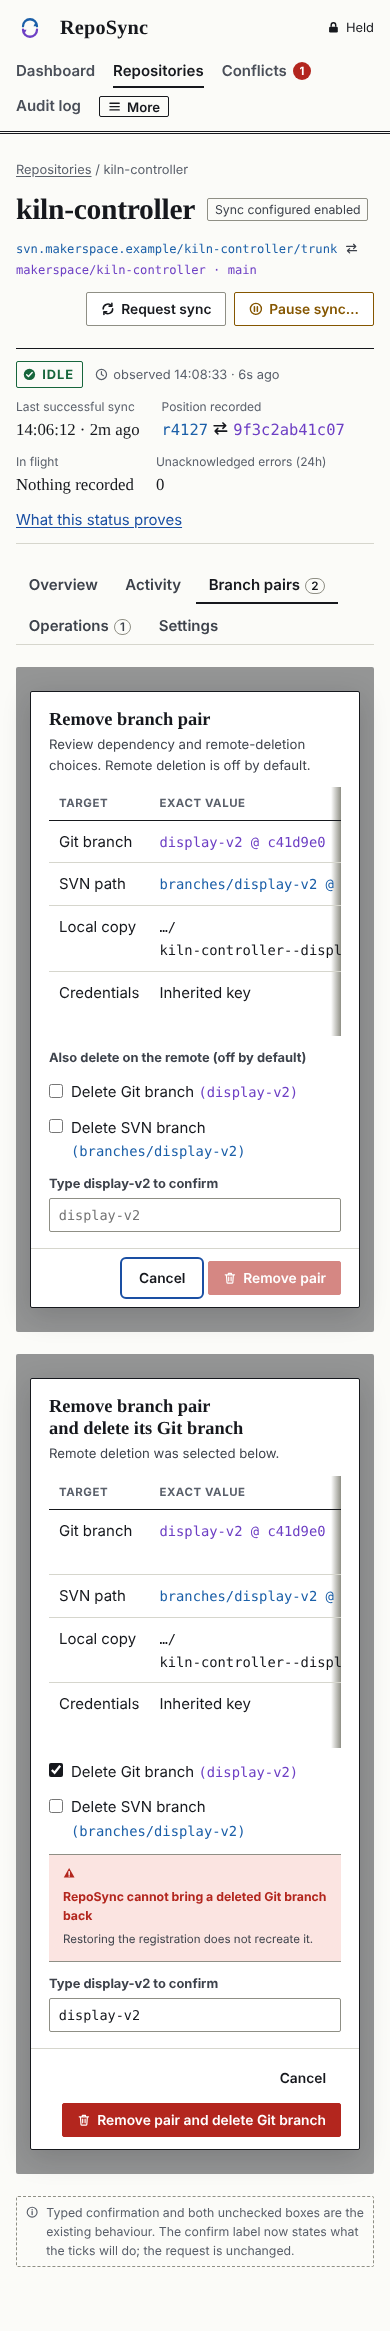 RepoSync
Held
Dashboard Repositories Conflicts 1
Audit log More
Repositories / kiln-controller
kiln-controller Sync configured enabled
svn.makerspace.example/kiln-controller/trunk ⇄
makerspace/kiln-controller · main
Request sync Pause sync…
IDLE observed 14:08:33 · 6s ago
Last successful sync Position recorded
14:06:12 · 2m ago r4127 ⇄ 9f3c2ab41c07
In flight Unacknowledged errors (24h)
Nothing recorded 0
What this status proves
Overview Activity Branch pairs 2
Operations 1 Settings
Remove branch pair
Review dependency and remote-deletion
choices. Remote deletion is off by default.
TARGET EXACT VALUE
Git branch display-v2 @ c41d9e0
SVN path branches/display-v2 @
Local copy …/
kiln-controller--displ
Credentials Inherited key
Also delete on the remote (off by default)
Delete Git branch (display-v2)
Delete SVN branch
(branches/display-v2)
Type display-v2 to confirm
display-v2
Cancel Remove pair
Remove branch pair
and delete its Git branch
Remote deletion was selected below.
TARGET EXACT VALUE
Git branch display-v2 @ c41d9e0
SVN path branches/display-v2 @
Local copy …/
kiln-controller--displ
Credentials Inherited key
Delete Git branch (display-v2)
Delete SVN branch
(branches/display-v2)
RepoSync cannot bring a deleted Git branch
back
Restoring the registration does not recreate it.
Type display-v2 to confirm
display-v2
Cancel
Remove pair and delete Git branch
Typed confirmation and both unchecked boxes are the
existing behaviour. The confirm label now states what
the ticks will do; the request is unchanged.